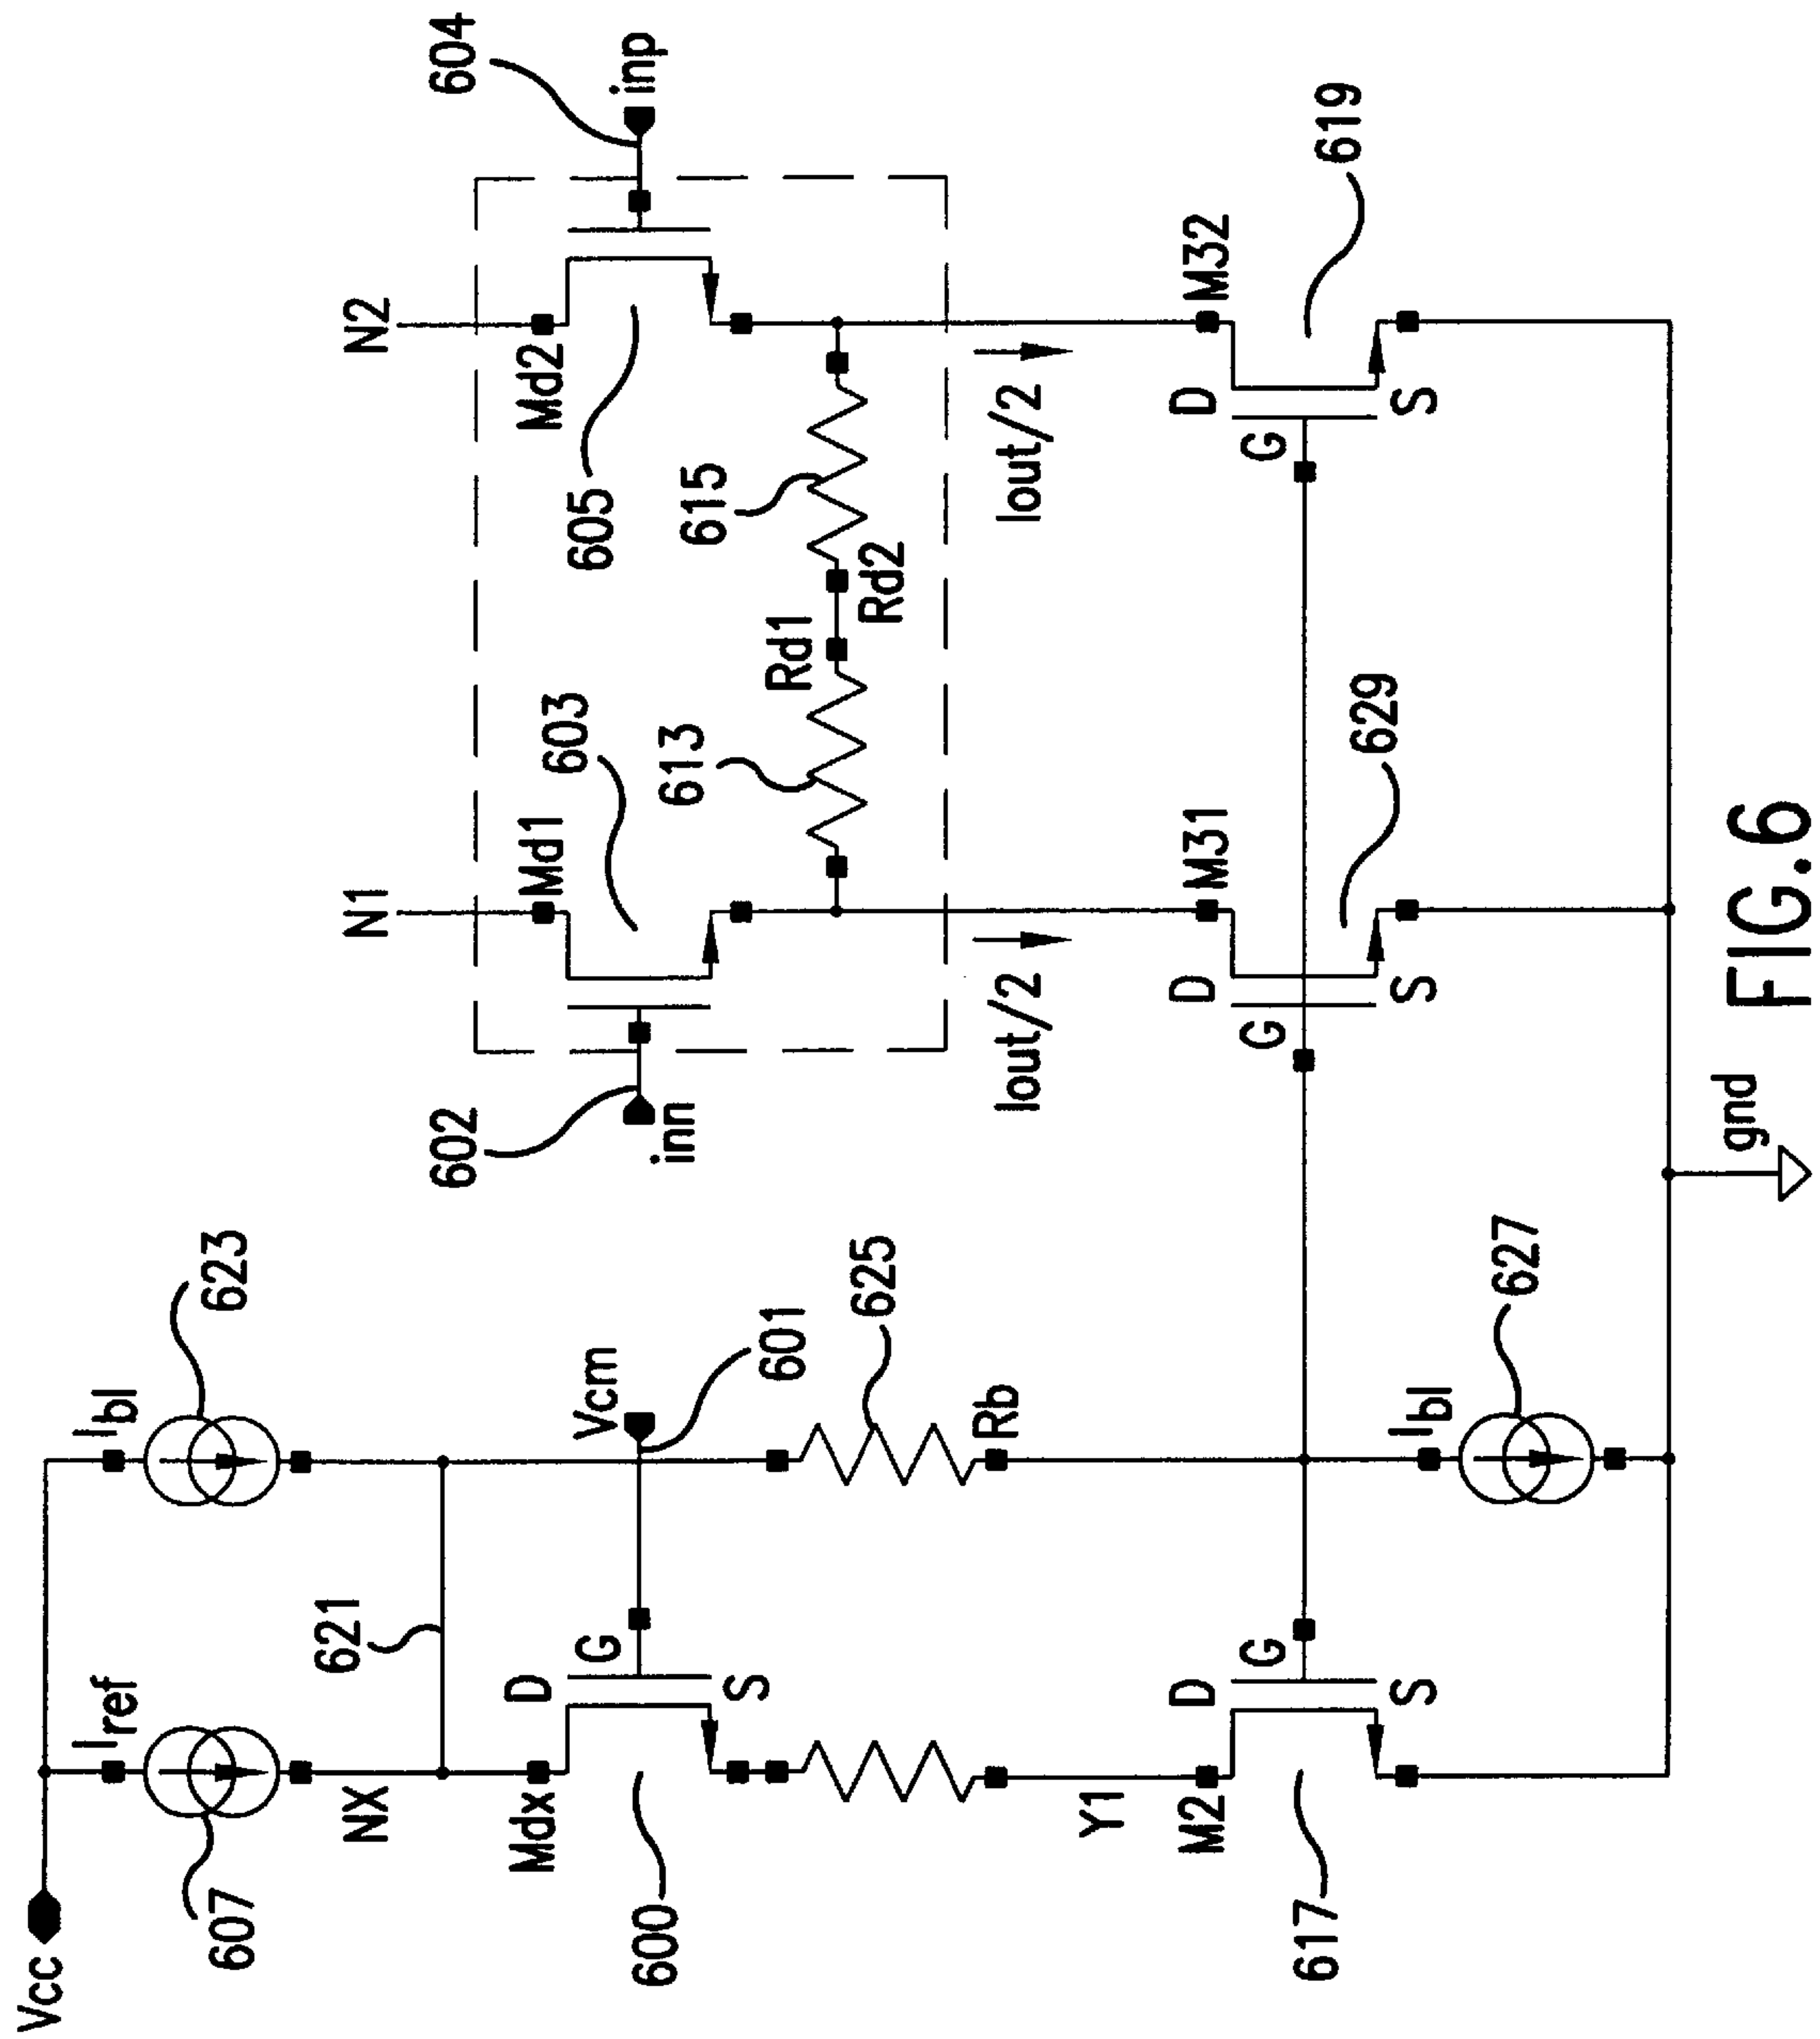 Vcc
607
Iref
623
Ibl
NX
621
Mdx
600
D
G
S
Vcm
601
625
Rb
Y1
M2
617
D
G
S
Ibl
627
gnd
N1
N2
602
inn
Md1
603
613
Rd1
Rd2
615
605
Md2
604
inp
Iout/2
Iout/2
M31
D
G
S
629
M32
D
G
S
619
FIG.6